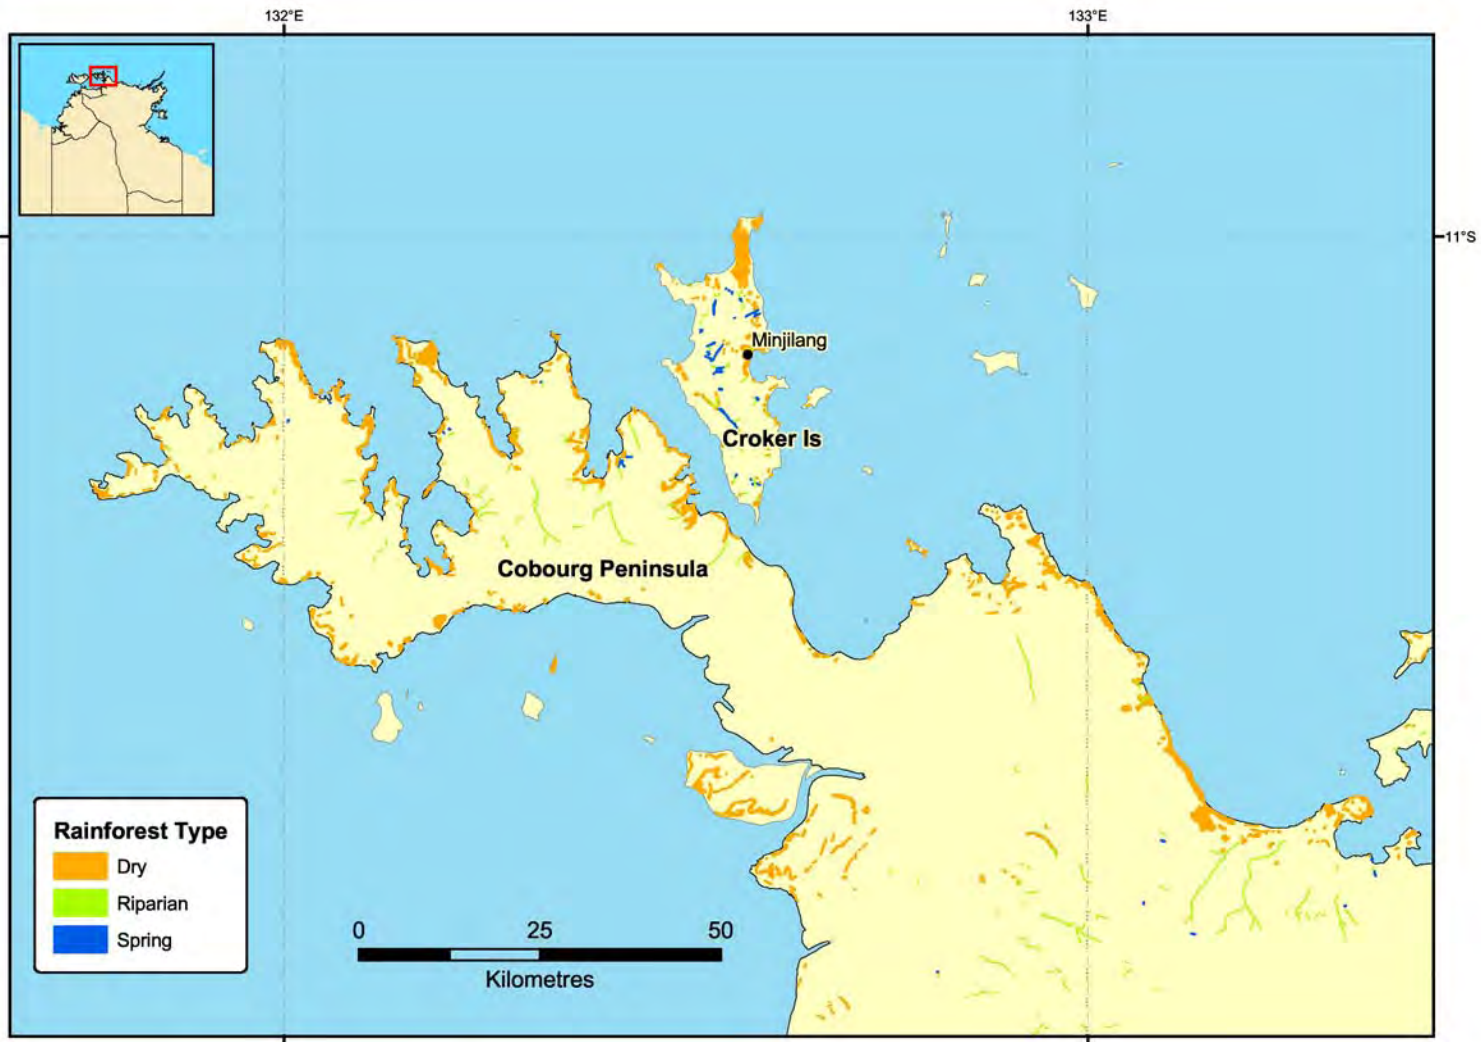 132°E
133°E
11°S
Minjilang
Croker Is
Cobourg Peninsula
Rainforest Type
Dry
Riparian
Spring
0 25 50
Kilometres